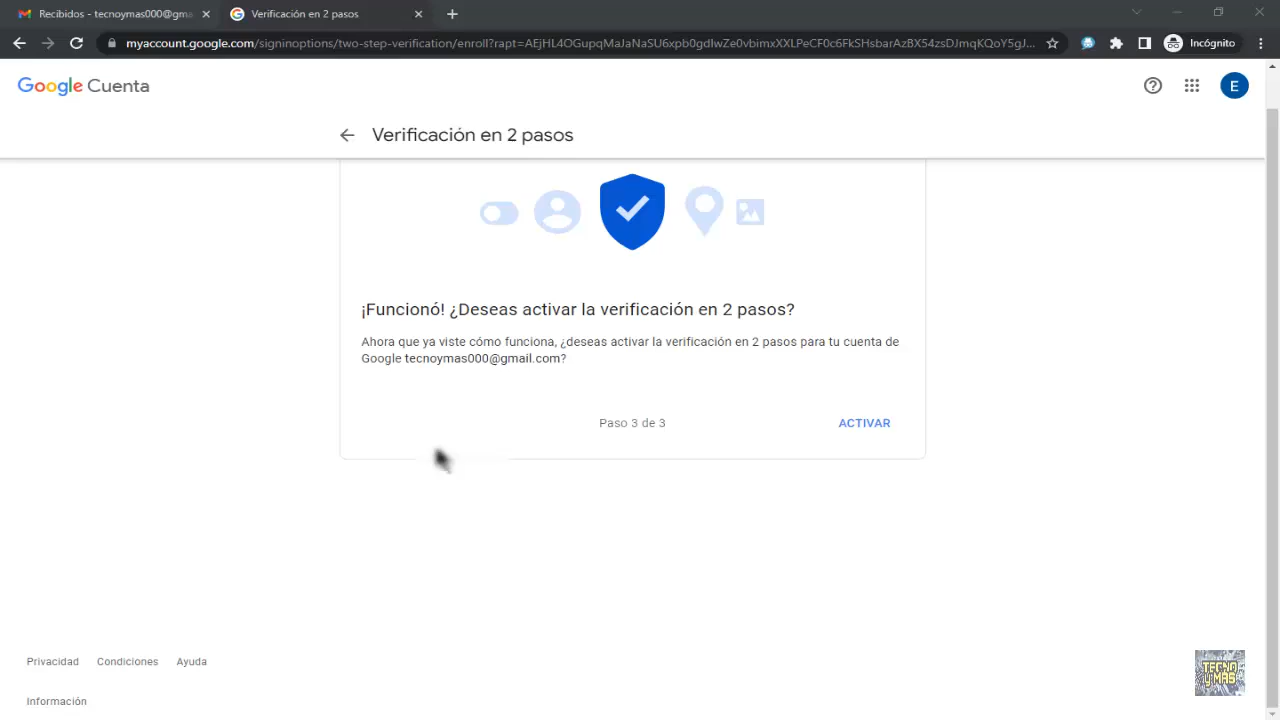 Recibidos - tecnoymas000@gma
Verificación en 2 pasos
myaccount.google.com/signinoptions/two-step-verification/enroll?rapt=AEjHL4OGupqMaJaNaSU6xpb0gdIwZe0vbimxXXLPeCF0c6FkSHsbarAzBX54zsDJmqKQoY5gJ...
Incógnito
Google Cuenta
E
Verificación en 2 pasos
¡Funcionó! ¿Deseas activar la verificación en 2 pasos?
Ahora que ya viste cómo funciona, ¿deseas activar la verificación en 2 pasos para tu cuenta de
Google tecnoymas000@gmail.com?
Paso 3 de 3
ACTIVAR
Privacidad
Condiciones
Ayuda
TECNO
y MAS
Información